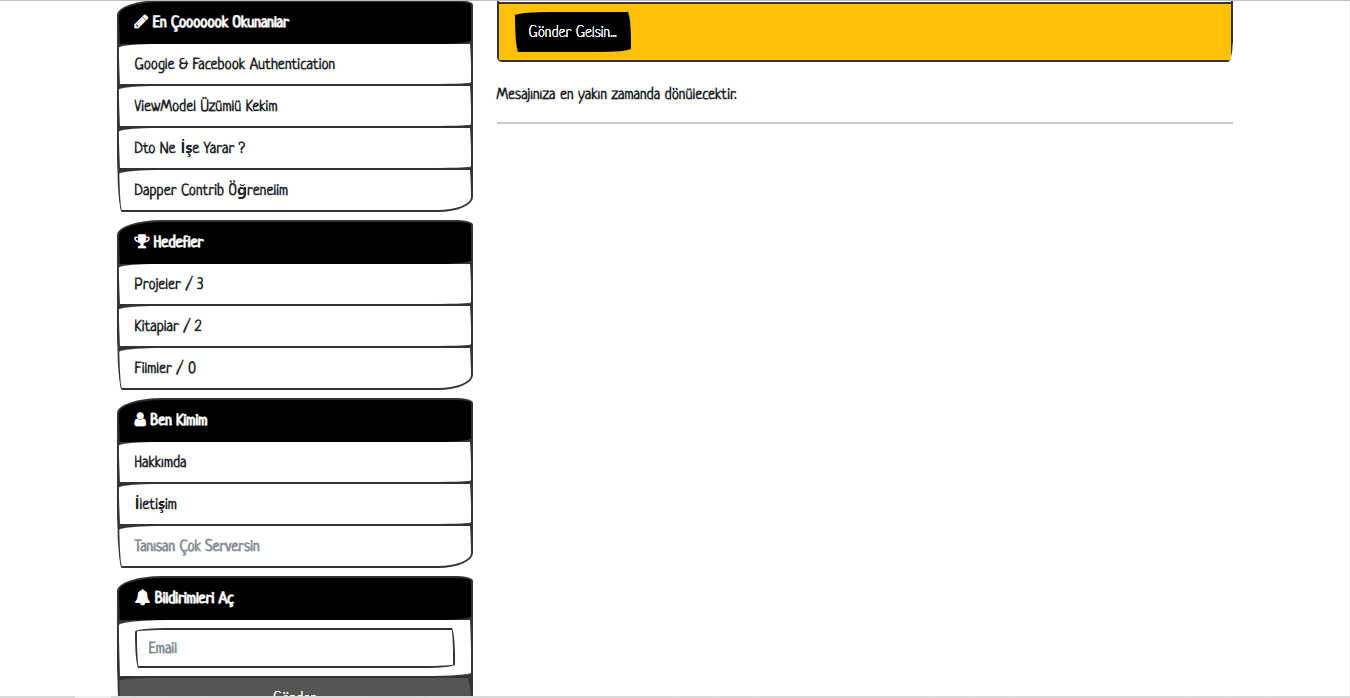 En Çooooook Okunanlar
Google & Facebook Authentication
ViewModel Üzümlü Kekim
Dto Ne İşe Yarar ?
Dapper Contrib Öğrenelim
Hedefler
Projeler / 3
Kitaplar / 2
Filmler / 0
Ben Kimim
Hakkımda
İletişim
Tanısan Çok Serversin
Bildirimleri Aç
Email
Gönder
Gönder Gelsin...
Mesajınıza en yakın zamanda dönülecektir.